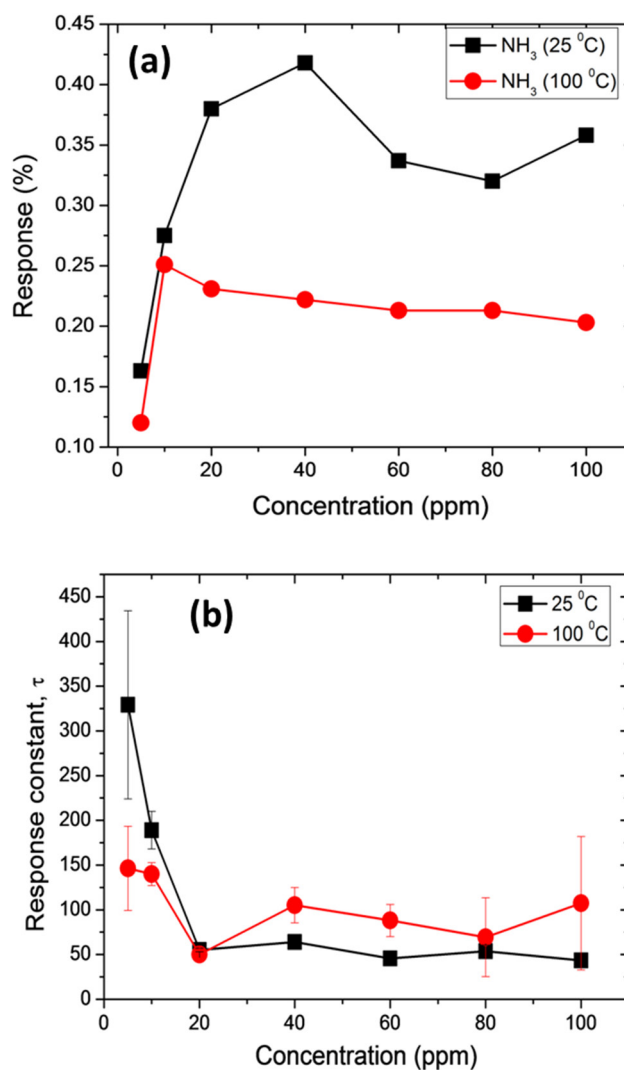 (a)
NH3 (25 ⁰C)
NH3 (100 ⁰C)
0.45
0.40
0.35
0.30
0.25
0.20
0.15
0.10
Response (%)
0 20 40 60 80 100
Concentration (ppm)
(b)
25 ⁰C
100 ⁰C
450
400
350
300
250
200
150
100
50
0
Response constant, τ
0 20 40 60 80 100
Concentration (ppm)